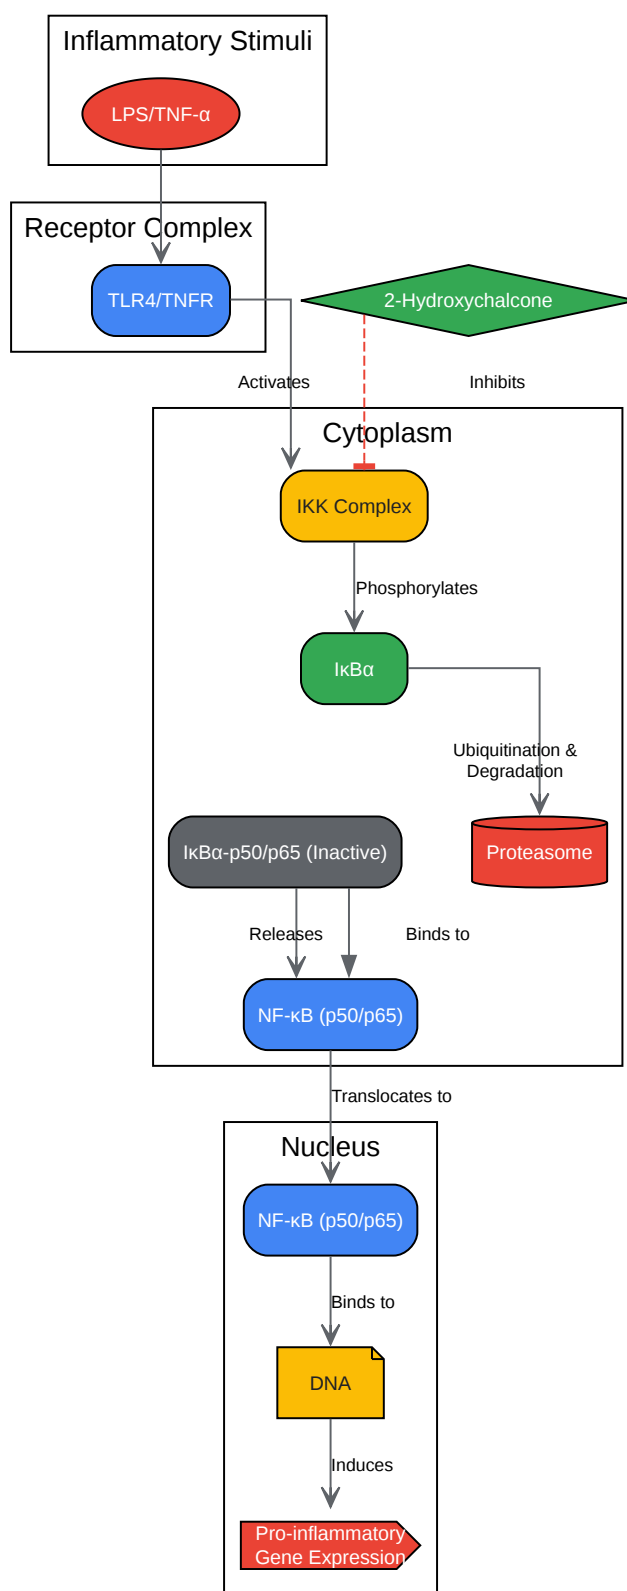 Inflammatory Stimuli
LPS/TNF-α
Receptor Complex
TLR4/TNFR
2-Hydroxychalcone
Activates
Inhibits
Cytoplasm
IKK Complex
Phosphorylates
IκBα
Ubiquitination &
Degradation
IκBα-p50/p65 (Inactive)
Proteasome
Releases
Binds to
NF-κB (p50/p65)
Translocates to
Nucleus
NF-κB (p50/p65)
Binds to
DNA
Induces
Pro-inflammatory
Gene Expression